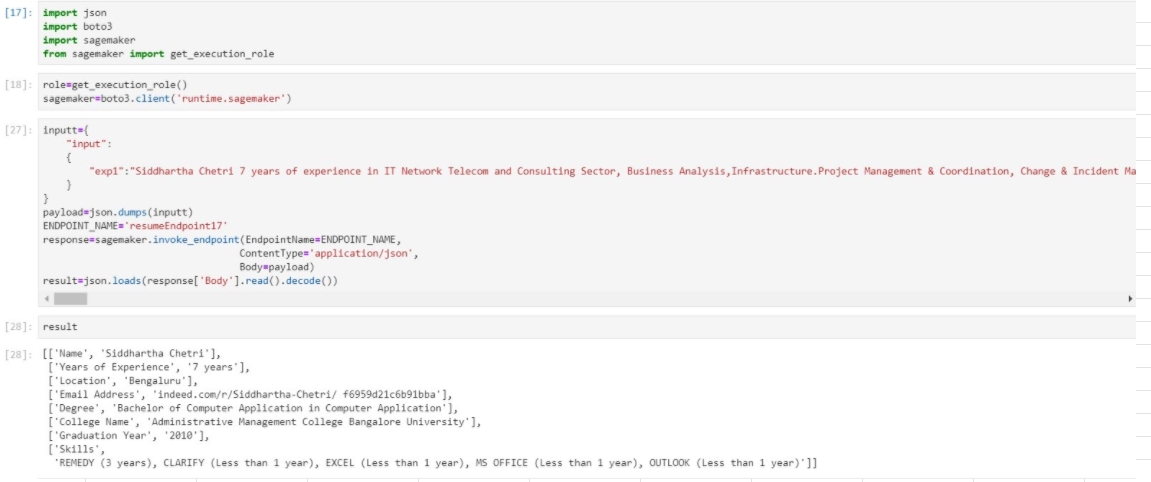 [17]: import json
import boto3
import sagemaker
from sagemaker import get_execution_role
[18]: role=get_execution_role()
sagemaker=boto3.client('runtime.sagemaker')
[27]: inputt={
"input":
{
"exp1":"Siddhartha Chetri 7 years of experience in IT Network Telecom and Consulting Sector, Business Analysis,Infrastructure.Project Management & Coordination, Change & Incident Ma
}
}
payload=json.dumps(inputt)
ENDPOINT_NAME='resumeEndpoint17'
response=sagemaker.invoke_endpoint(EndpointName=ENDPOINT_NAME,
ContentType='application/json',
Body=payload)
result=json.loads(response['Body'].read().decode())
[28]: result
[28]: [['Name', 'Siddhartha Chetri'],
['Years of Experience', '7 years'],
['Location', 'Bengaluru'],
['Email Address', 'indeed.com/r/Siddhartha-Chetri/ f6959d21c6b91bba'],
['Degree', 'Bachelor of Computer Application in Computer Application'],
['College Name', 'Administrative Management College Bangalore University'],
['Graduation Year', '2010'],
['Skills',
'REMEDY (3 years), CLARIFY (Less than 1 year), EXCEL (Less than 1 year), MS OFFICE (Less than 1 year), OUTLOOK (Less than 1 year)']]